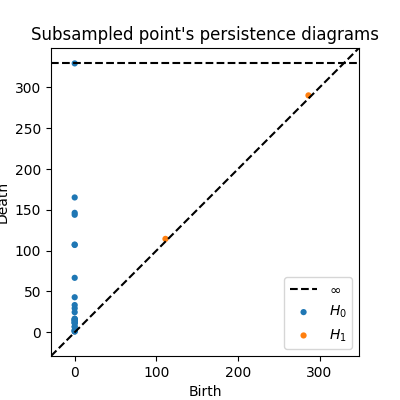 Subsampled point's persistence diagrams
Death
300
250
200
150
100
50
0
0 100 200 300
Birth
∞
H₀
H₁